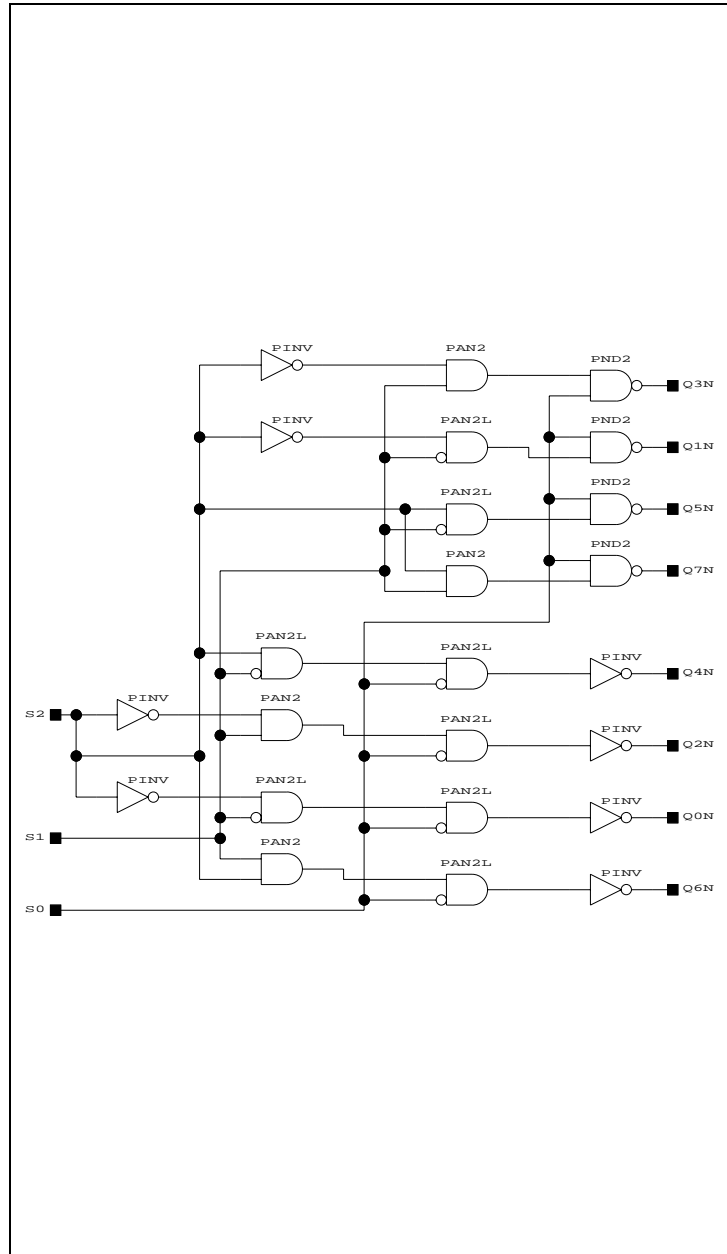 PINV
PAN2
PND2
Q3N
PINV
PAN2L
PND2
Q1N
PAN2L
PND2
Q5N
PAN2
PND2
Q7N
PAN2L
PAN2L
PINV
Q4N
S2
PINV
PAN2
PAN2L
PINV
Q2N
PINV
PAN2L
PAN2L
PINV
Q0N
S1
PAN2
PAN2L
PINV
Q6N
S0